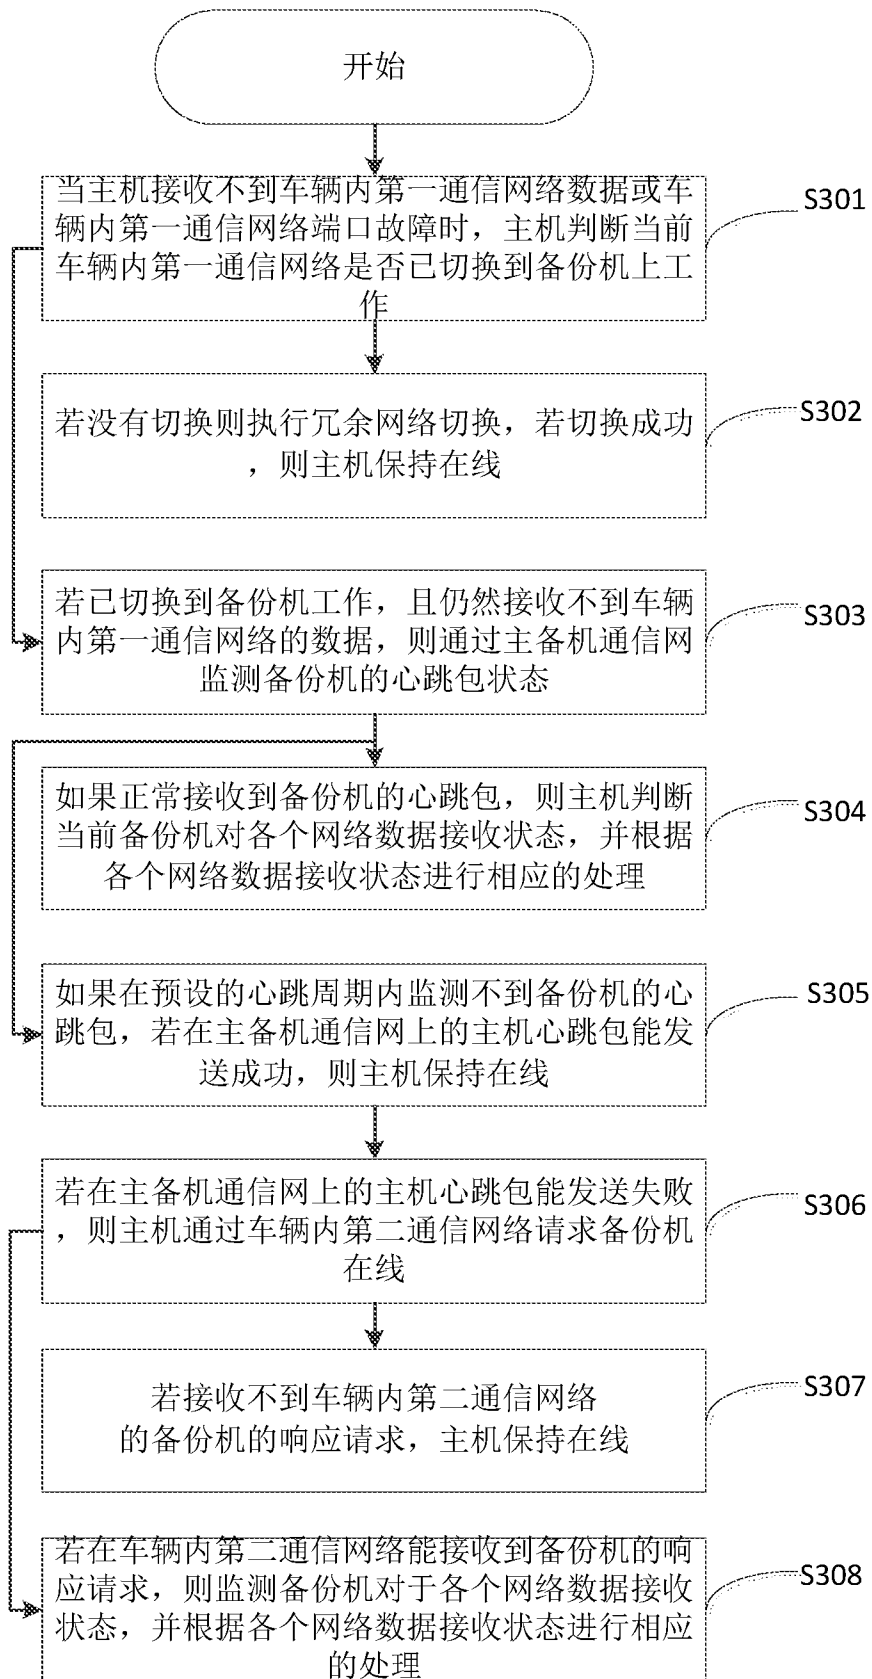 开始
当主机接收不到车辆内第一通信网络数据或车
辆内第一通信网络端口故障时，主机判断当前
车辆内第一通信网络是否已切换到备份机上工
作
S301
若没有切换则执行冗余网络切换，若切换成功
，则主机保持在线
S302
若已切换到备份机工作，且仍然接收不到车辆
内第一通信网络的数据，则通过主备机通信网
监测备份机的心跳包状态
S303
如果正常接收到备份机的心跳包，则主机判断
当前备份机对各个网络数据接收状态，并根据
各个网络数据接收状态进行相应的处理
S304
如果在预设的心跳周期内监测不到备份机的心
跳包，若在主备机通信网上的主机心跳包能发
送成功，则主机保持在线
S305
若在主备机通信网上的主机心跳包能发送失败
，则主机通过车辆内第二通信网络请求备份机
在线
S306
若接收不到车辆内第二通信网络
的备份机的响应请求，主机保持在线
S307
若在车辆内第二通信网络能接收到备份机的响
应请求，则监测备份机对于各个网络数据接收
状态，并根据各个网络数据接收状态进行相应
的处理
S308